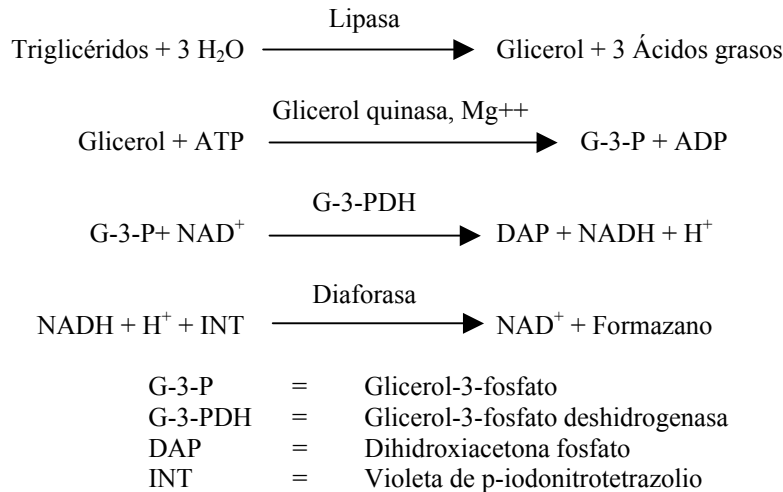 Lipasa
Triglicéridos + 3 H₂O Glicerol + 3 Ácidos grasos
Glicerol quinasa, Mg++
Glicerol + ATP G-3-P + ADP
G-3-PDH
G-3-P+ NAD⁺ DAP + NADH + H⁺
Diaforasa
NADH + H⁺ + INT NAD⁺ + Formazano
G-3-P = Glicerol-3-fosfato
G-3-PDH = Glicerol-3-fosfato deshidrogenasa
DAP = Dihidroxiacetona fosfato
INT = Violeta de p-iodonitrotetrazolio